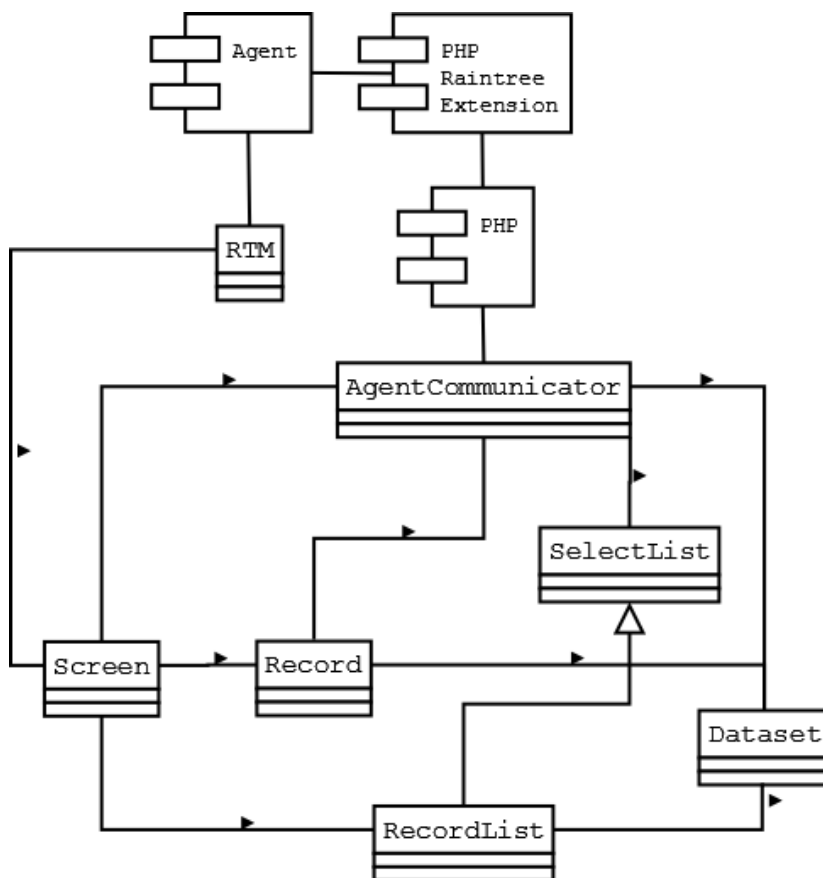 Agent
PHP
Raintree
Extension
PHP
RTM
AgentCommunicator
SelectList
Screen
Record
Dataset
RecordList